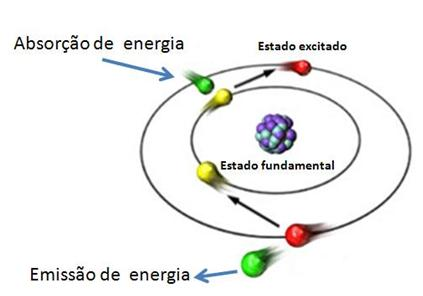 Absorção de energia
Estado excitado
Estado fundamental
Emissão de energia